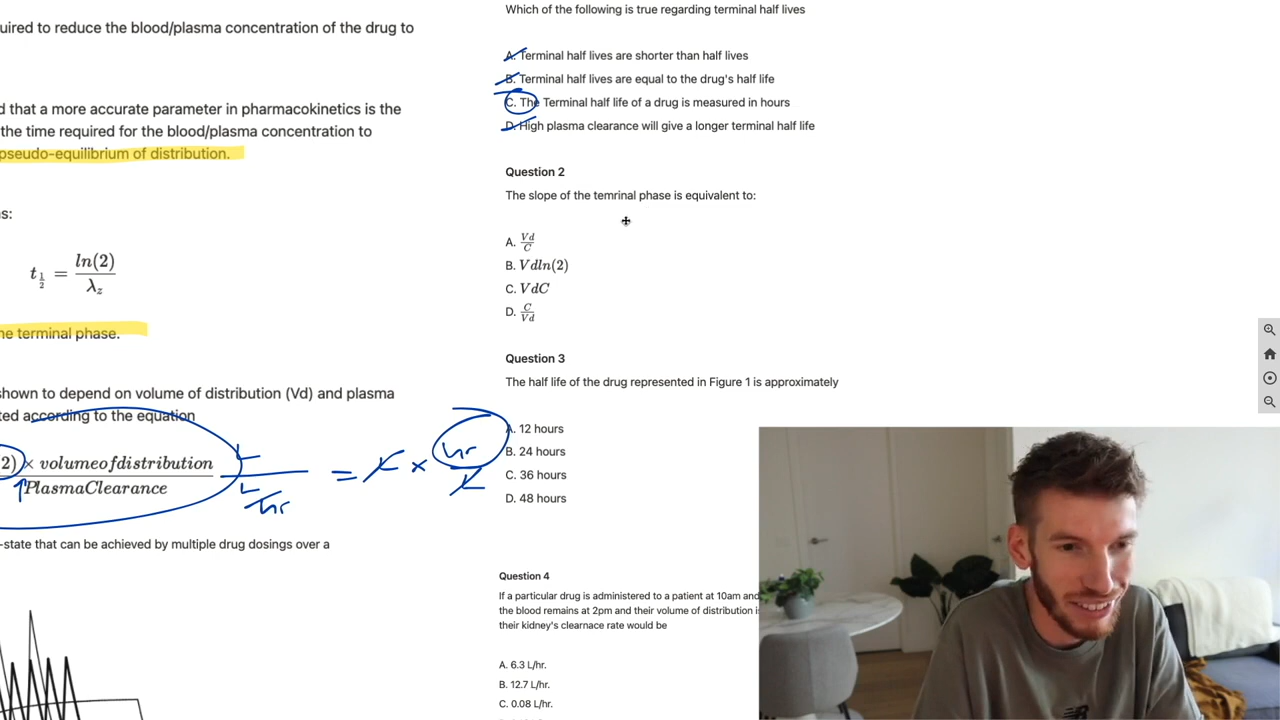 uired to reduce the blood/plasma concentration of the drug to
d that a more accurate parameter in pharmacokinetics is the
the time required for the blood/plasma concentration to
pseudo-equilibrium of distribution.
s:
t_{1/2} = ln(2) / λ_z
ne terminal phase.
shown to depend on volume of distribution (Vd) and plasma
ted according to the equation
2) × volumeofdistribution
PlasmaClearance
L
L/hr
= L × hr/L
-state that can be achieved by multiple drug dosings over a
Which of the following is true regarding terminal half lives
A. Terminal half lives are shorter than half lives
B. Terminal half lives are equal to the drug's half life
C. The Terminal half life of a drug is measured in hours
D. High plasma clearance will give a longer terminal half life
Question 2
The slope of the temrinal phase is equivalent to:
A. Vd/C
B. Vdln(2)
C. VdC
D. C/Vd
Question 3
The half life of the drug represented in Figure 1 is approximately
A. 12 hours
B. 24 hours
C. 36 hours
D. 48 hours
Question 4
If a particular drug is administered to a patient at 10am and
the blood remains at 2pm and their volume of distribution i
their kidney's clearnace rate would be
A. 6.3 L/hr.
B. 12.7 L/hr.
C. 0.08 L/hr.